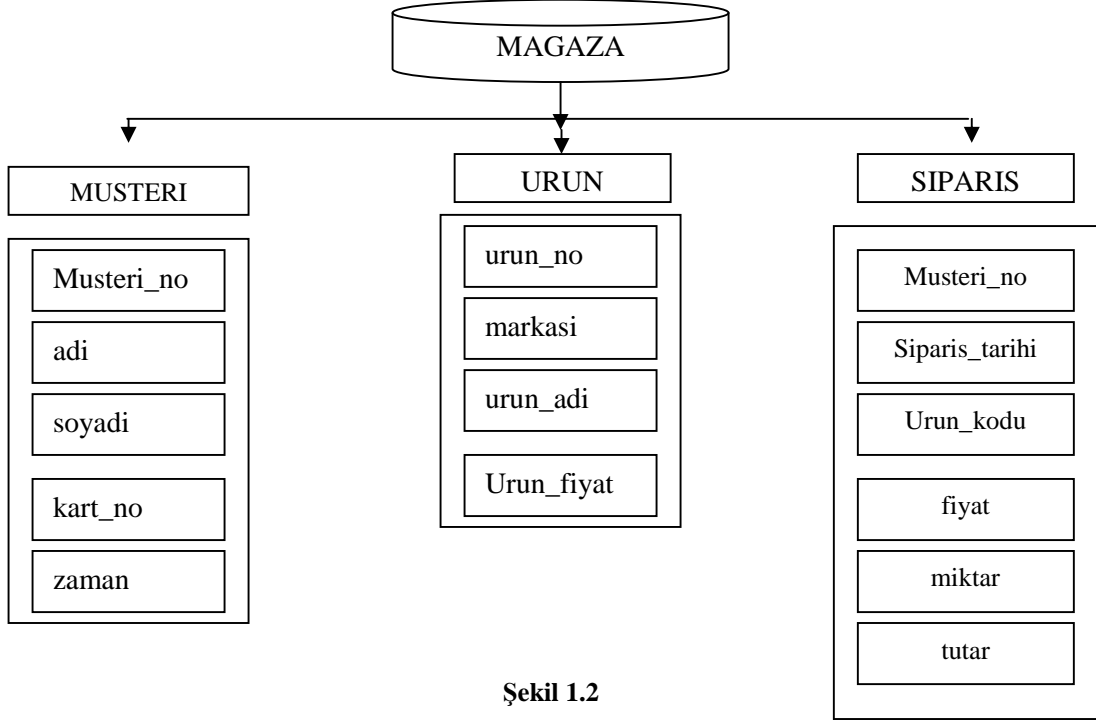 MAGAZA
MUSTERI
Musteri_no
adi
soyadi
kart_no
zaman
URUN
urun_no
markasi
urun_adi
Urun_fiyat
SIPARIS
Musteri_no
Siparis_tarihi
Urun_kodu
fiyat
miktar
tutar
Şekil 1.2